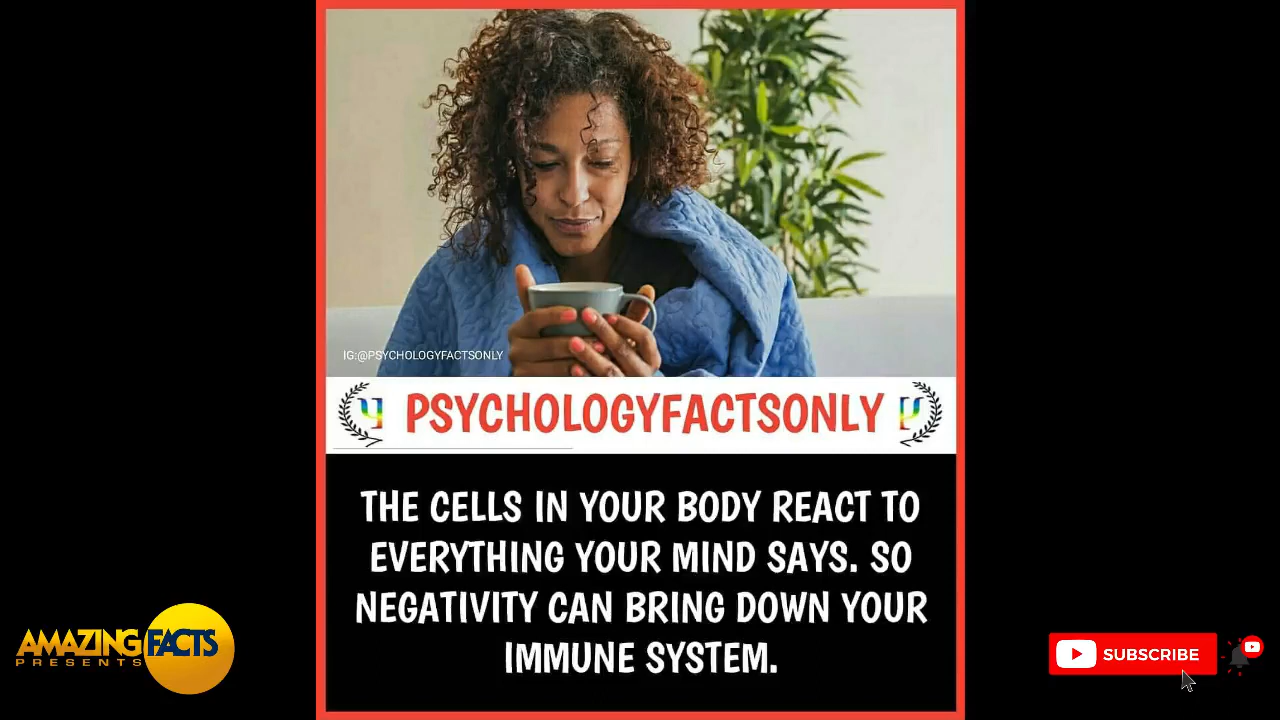 IG:@PSYCHOLOGYFACTSONLY
PSYCHOLOGYFACTSONLY
THE CELLS IN YOUR BODY REACT TO
EVERYTHING YOUR MIND SAYS. SO
NEGATIVITY CAN BRING DOWN YOUR
IMMUNE SYSTEM.
AMAZING FACTS
PRESENTS
SUBSCRIBE